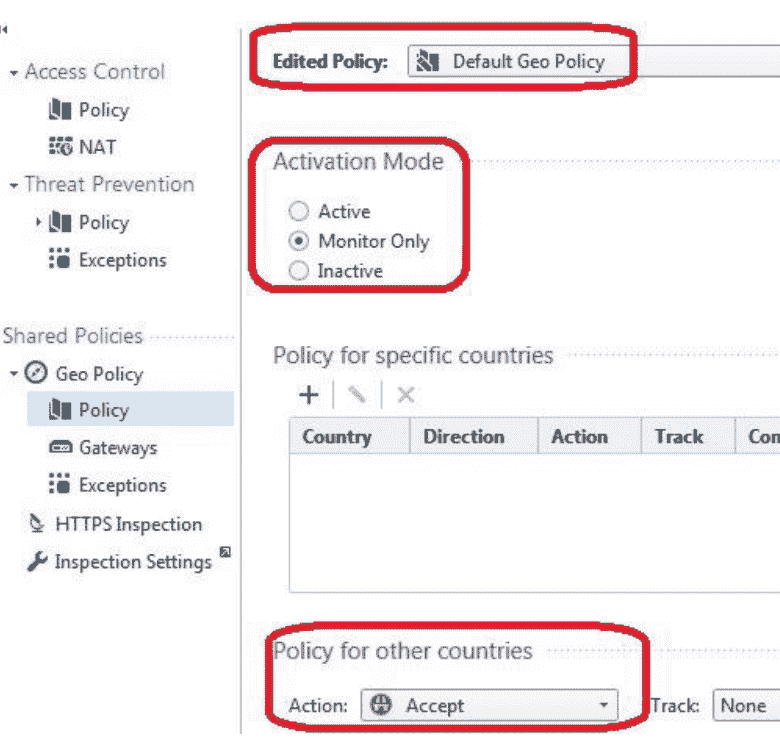 Access Control
Policy
NAT
Threat Prevention
Policy
Exceptions
Shared Policies
Geo Policy
Policy
Gateways
Exceptions
HTTPS Inspection
Inspection Settings
Edited Policy: Default Geo Policy
Activation Mode
Active
Monitor Only
Inactive
Policy for specific countries
Country Direction Action Track Com
Policy for other countries
Action: Accept Track: None